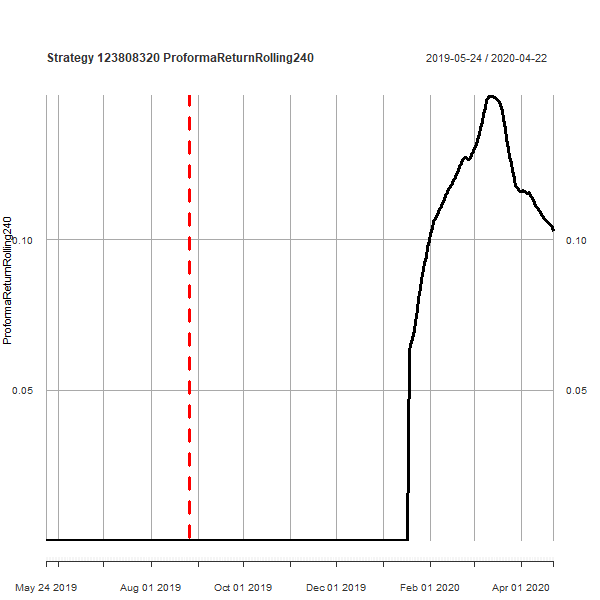 Strategy 123808320 ProformaReturnRolling240
2019-05-24 / 2020-04-22
ProformaReturnRolling240
0.10
0.10
0.05
0.05
May 24 2019
Aug 01 2019
Oct 01 2019
Dec 01 2019
Feb 01 2020
Apr 01 2020